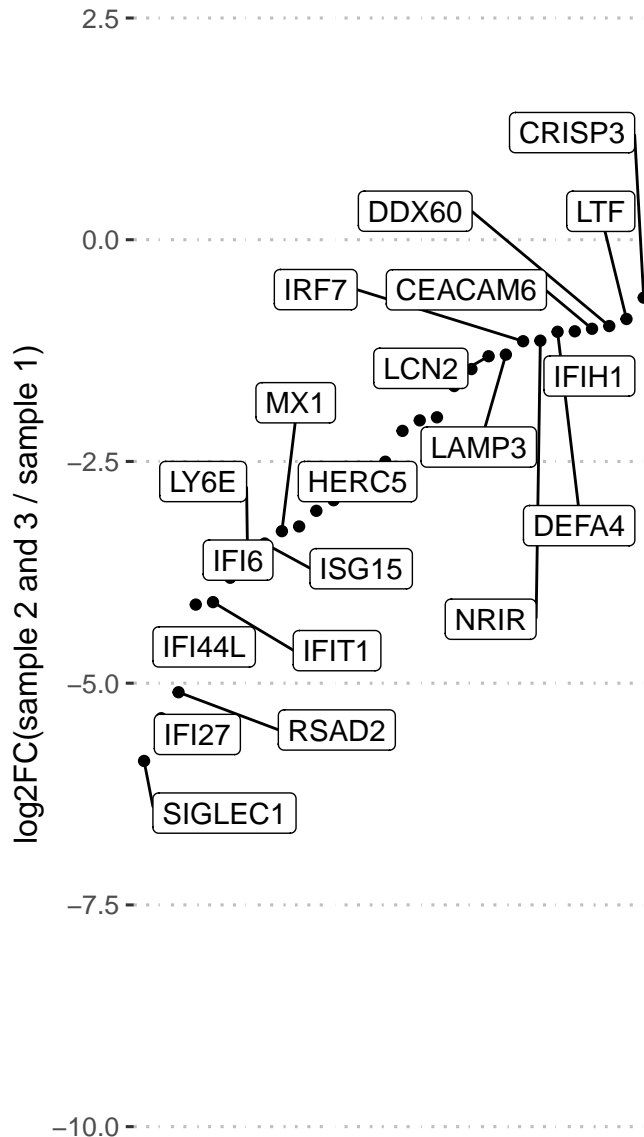 2.5
CRISP3
DDX60
LTF
0.0
IRF7
CEACAM6
LCN2
IFIH1
MX1
LAMP3
−2.5
LY6E
HERC5
DEFA4
IFI6
ISG15
NRIR
IFI44L
IFIT1
−5.0
IFI27
RSAD2
SIGLEC1
−7.5
−10.0
log2FC(sample 2 and 3 / sample 1)